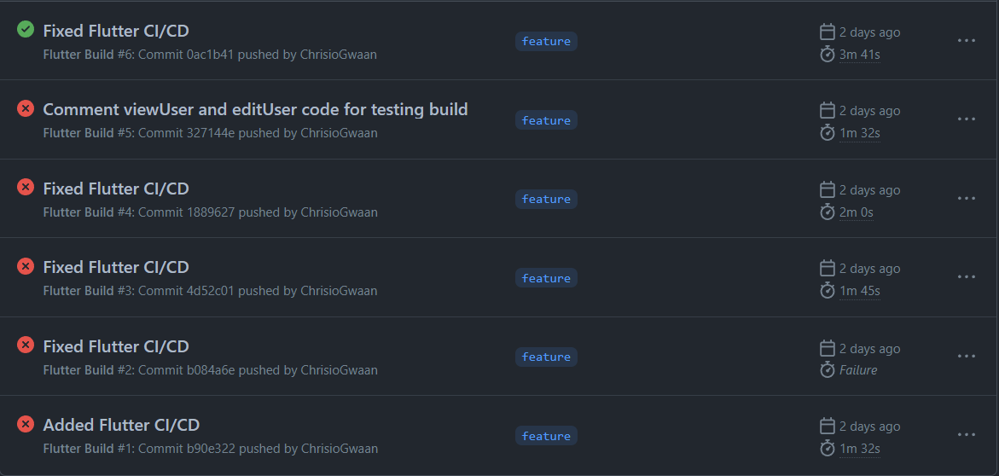 Fixed Flutter CI/CD
Flutter Build #6: Commit 0ac1b41 pushed by ChrisioGwaan
feature
2 days ago
3m 41s
Comment viewUser and editUser code for testing build
Flutter Build #5: Commit 327144e pushed by ChrisioGwaan
feature
2 days ago
1m 32s
Fixed Flutter CI/CD
Flutter Build #4: Commit 1889627 pushed by ChrisioGwaan
feature
2 days ago
2m 0s
Fixed Flutter CI/CD
Flutter Build #3: Commit 4d52c01 pushed by ChrisioGwaan
feature
2 days ago
1m 45s
Fixed Flutter CI/CD
Flutter Build #2: Commit b084a6e pushed by ChrisioGwaan
feature
2 days ago
Failure
Added Flutter CI/CD
Flutter Build #1: Commit b90e322 pushed by ChrisioGwaan
feature
2 days ago
1m 32s